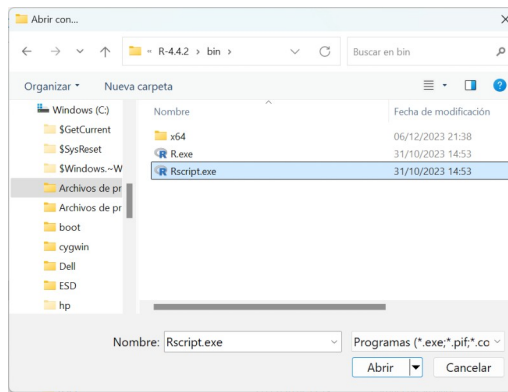 Abrir con...
« R-4.4.2 > bin >
Buscar en bin
Organizar
Nueva carpeta
Windows (C:)
$GetCurrent
$SysReset
$Windows.~W
Archivos de pr
Archivos de pr
boot
cygwin
Dell
ESD
hp
Nombre
Fecha de modificación
x64
06/12/2023 21:38
R.exe
31/10/2023 14:53
Rscript.exe
31/10/2023 14:53
Nombre:
Rscript.exe
Programas (*.exe;*.pif;*.co
Abrir
Cancelar